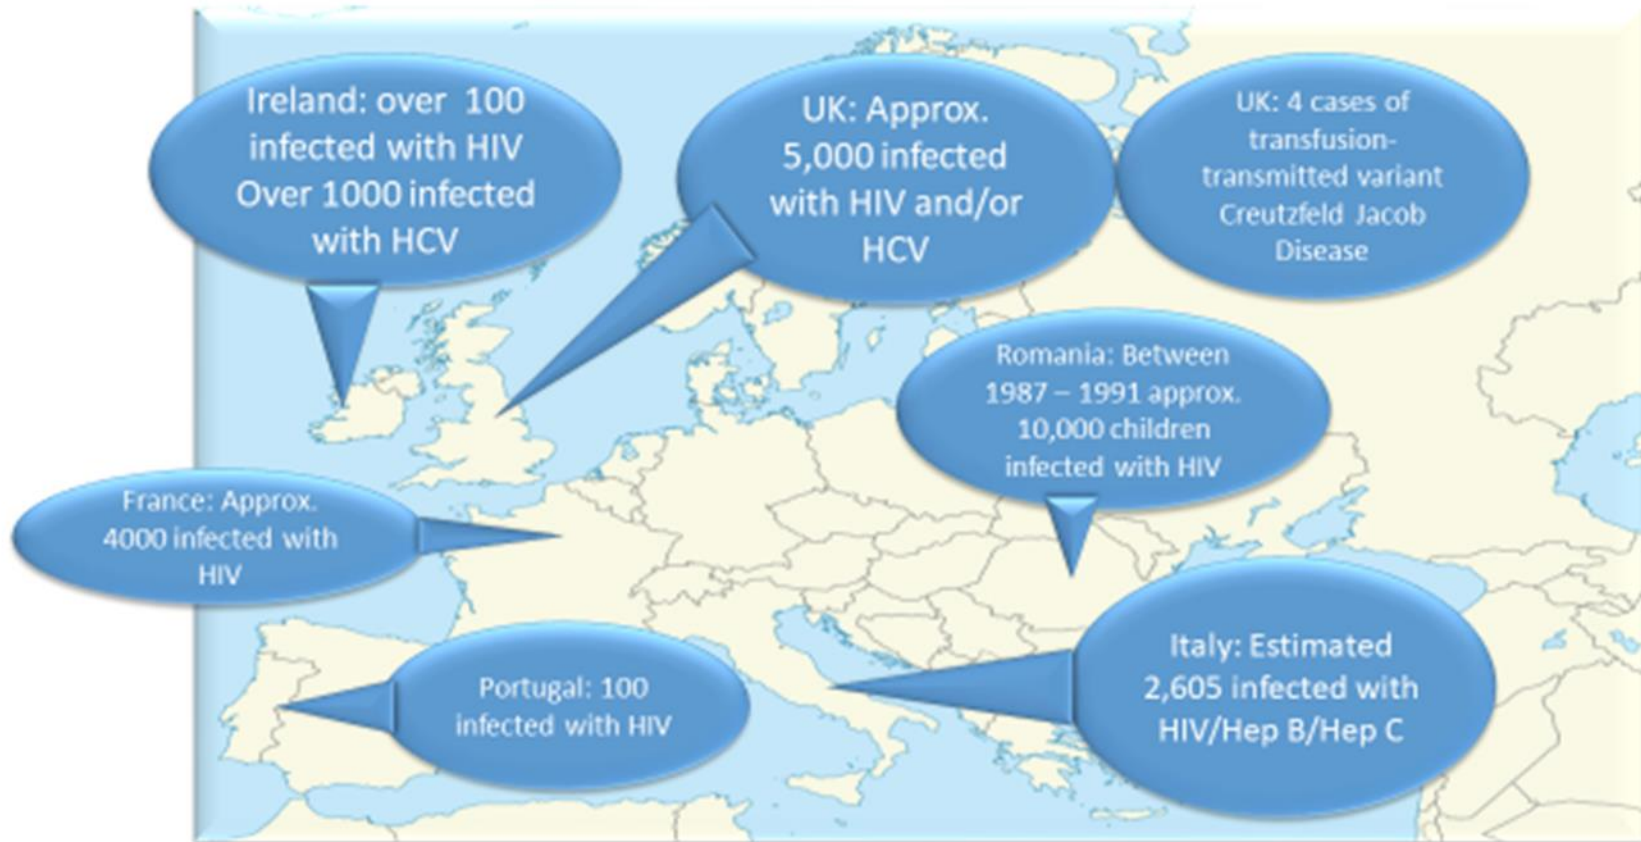 Ireland: over 100
infected with HIV
Over 1000 infected
with HCV
UK: Approx.
5,000 infected
with HIV and/or
HCV
UK: 4 cases of
transfusion-
transmitted variant
Creutzfeld Jacob
Disease
Romania: Between
1987 – 1991 approx.
10,000 children
infected with HIV
France: Approx.
4000 infected with
HIV
Portugal: 100
infected with HIV
Italy: Estimated
2,605 infected with
HIV/Hep B/Hep C